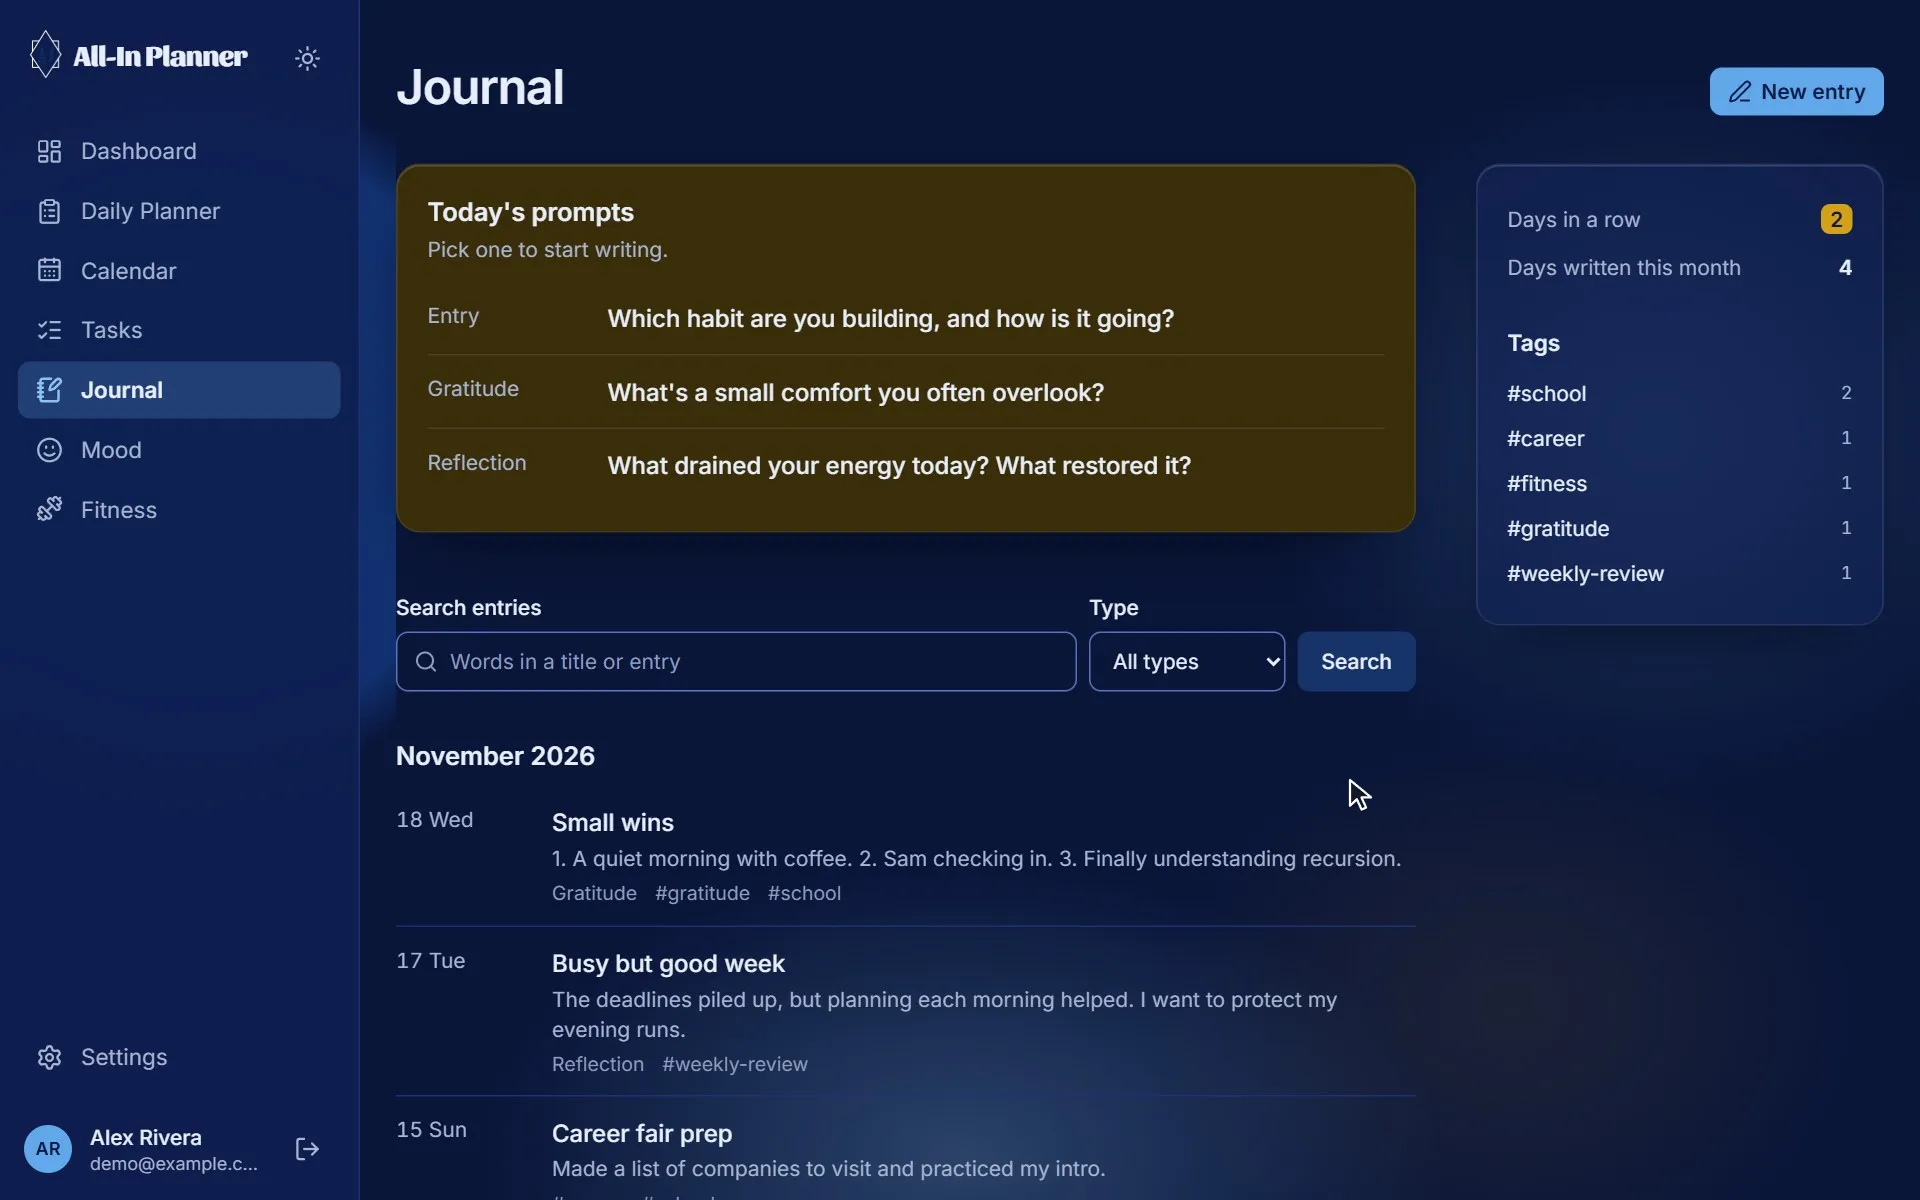 All-In Planner
Dashboard
Daily Planner
Calendar
Tasks
Journal
Mood
Fitness
Settings
AR
Alex Rivera
demo@example.c...
Journal
New entry
Today's prompts
Pick one to start writing.
Entry
Which habit are you building, and how is it going?
Gratitude
What's a small comfort you often overlook?
Reflection
What drained your energy today? What restored it?
Search entries
Words in a title or entry
Type
All types
Search
November 2026
18 Wed
Small wins
1. A quiet morning with coffee. 2. Sam checking in. 3. Finally understanding recursion.
Gratitude #gratitude #school
17 Tue
Busy but good week
The deadlines piled up, but planning each morning helped. I want to protect my
evening runs.
Reflection #weekly-review
15 Sun
Career fair prep
Made a list of companies to visit and practiced my intro.
Days in a row 2
Days written this month 4
Tags
#school 2
#career 1
#fitness 1
#gratitude 1
#weekly-review 1